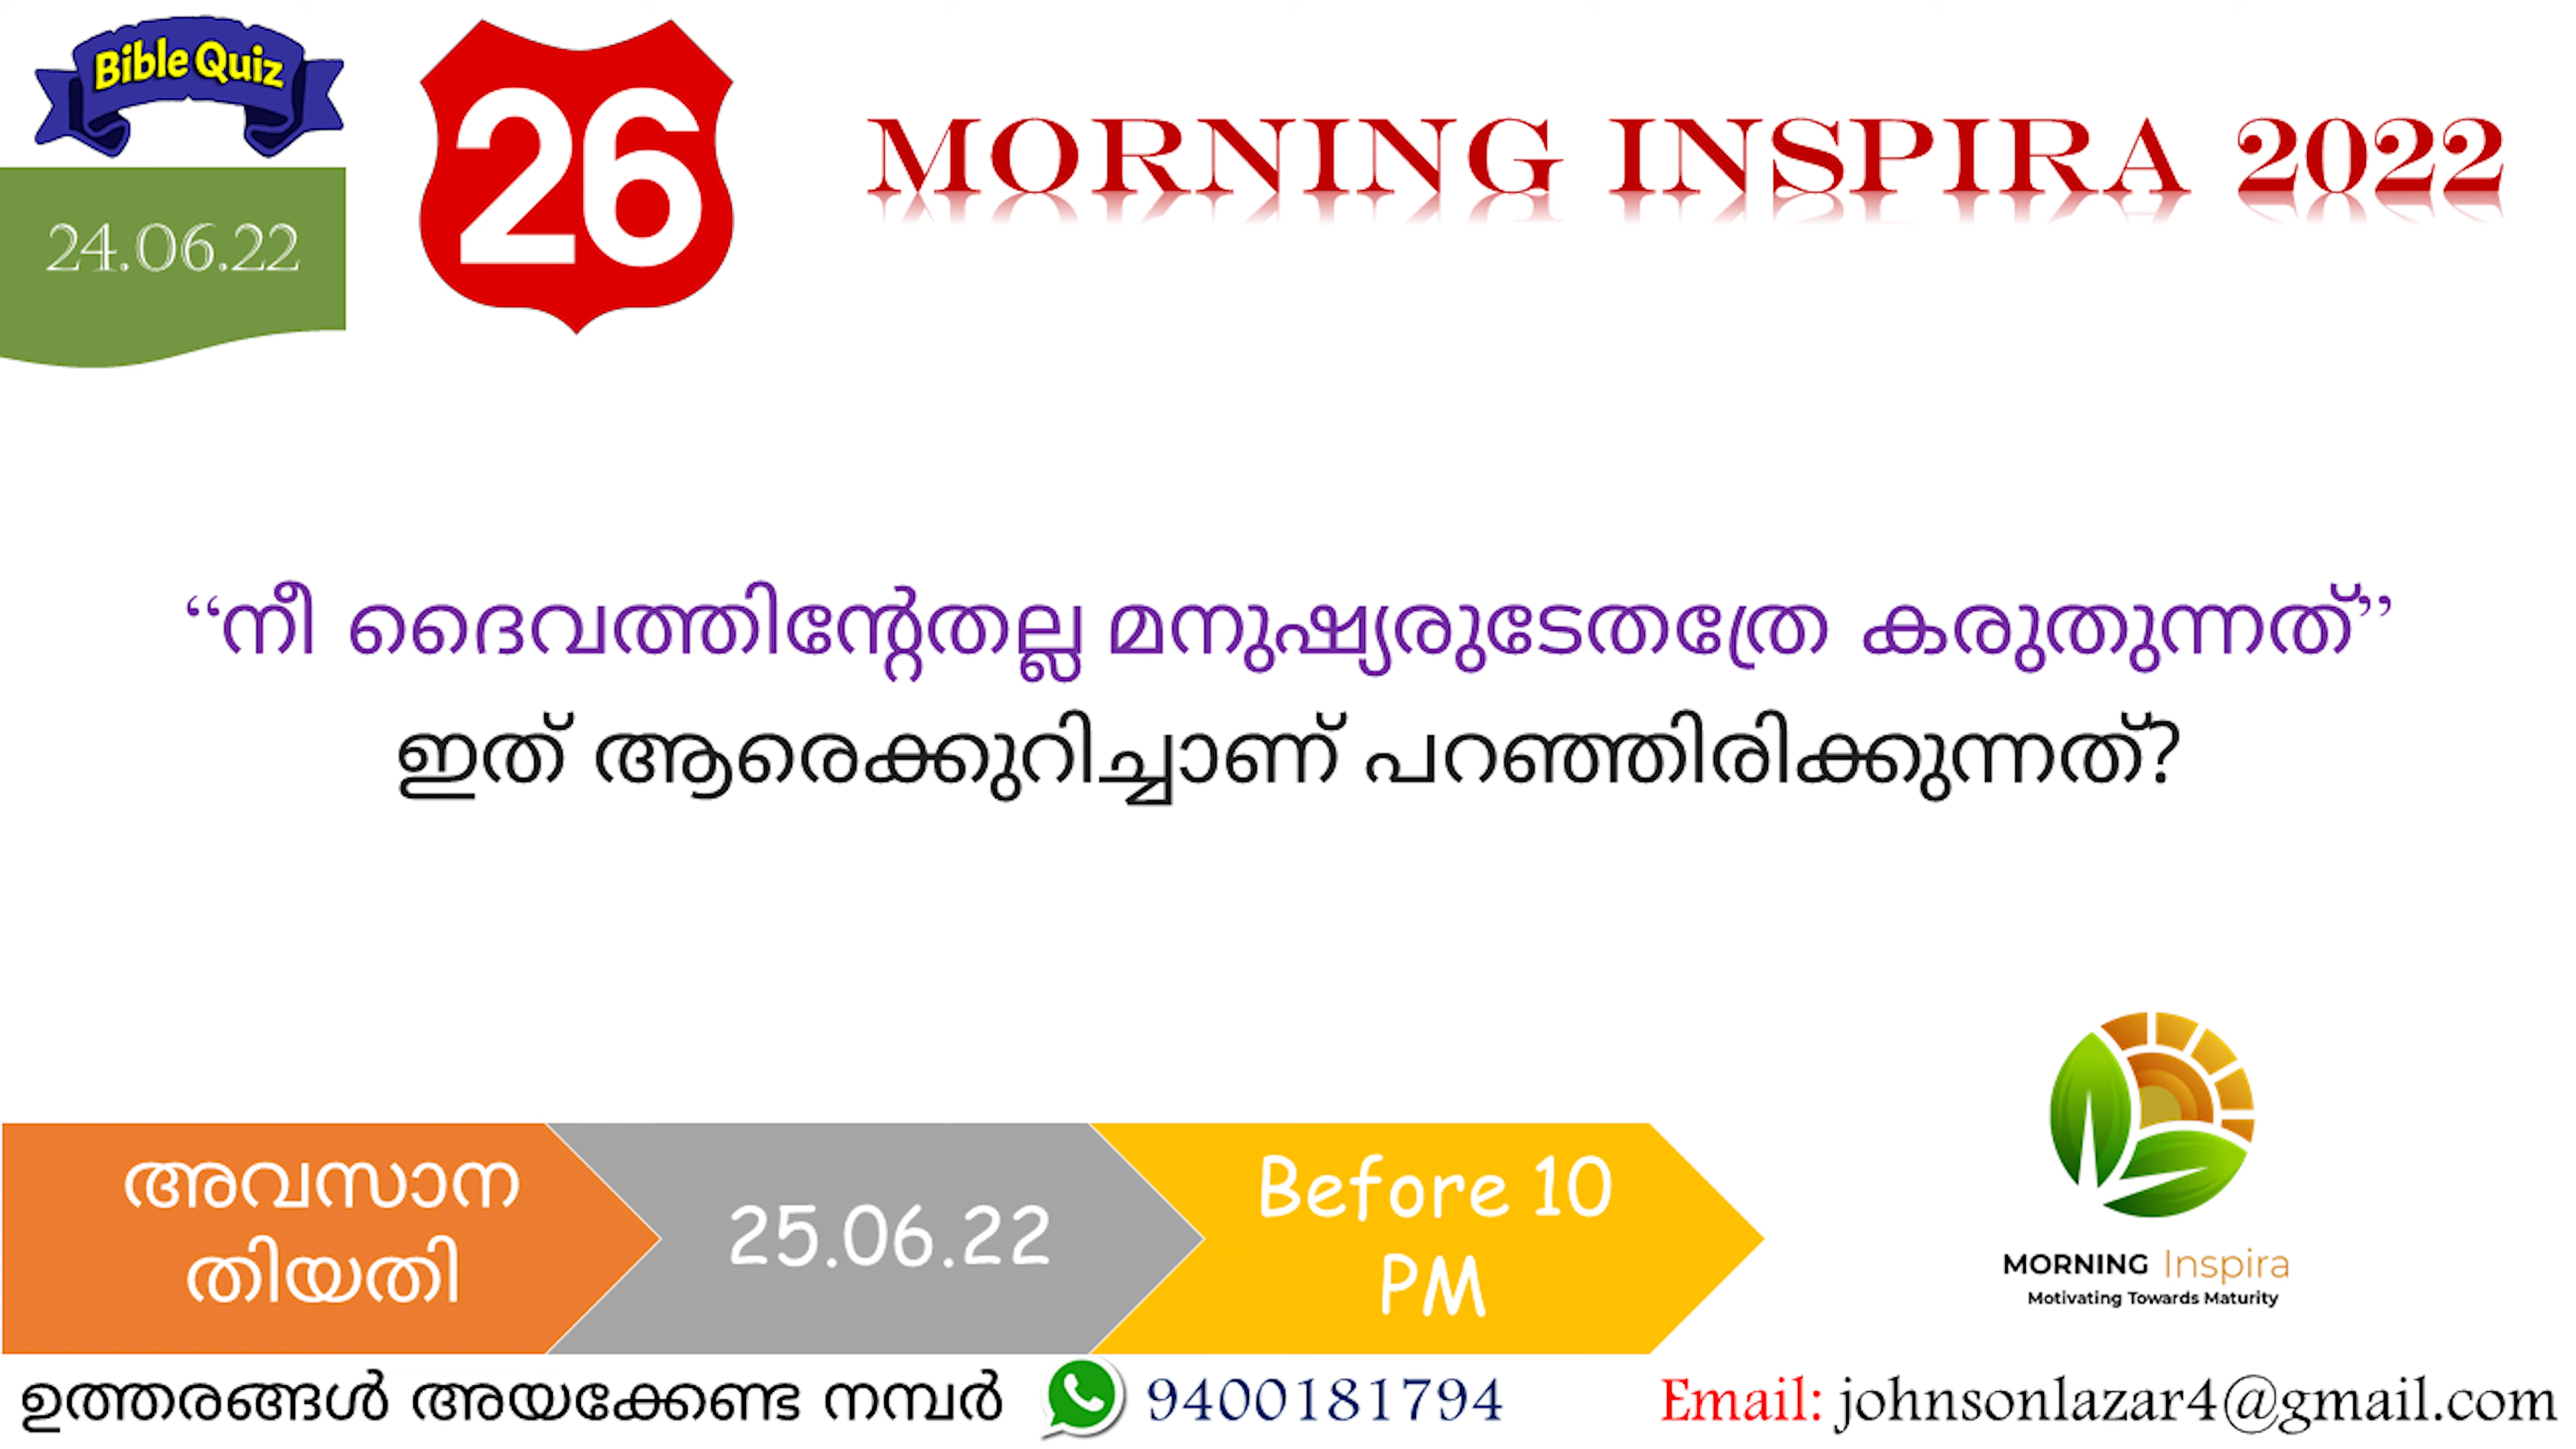 Bible Quiz
24.06.22
26
MORNING INSPIRA 2022
“നീ ദൈവത്തിന്റേതല്ല മനുഷ്യരുടേതത്രേ കരുതുന്നത്”
ഇത് ആരെക്കുറിച്ചാണ് പറഞ്ഞിരിക്കുന്നത്?
അവസാന
തിയതി
25.06.22
Before 10
PM
MORNING Inspira
Motivating Towards Maturity
ഉത്തരങ്ങൾ അയക്കേണ്ട നമ്പർ 9400181794 Email: johnsonlazar4@gmail.com